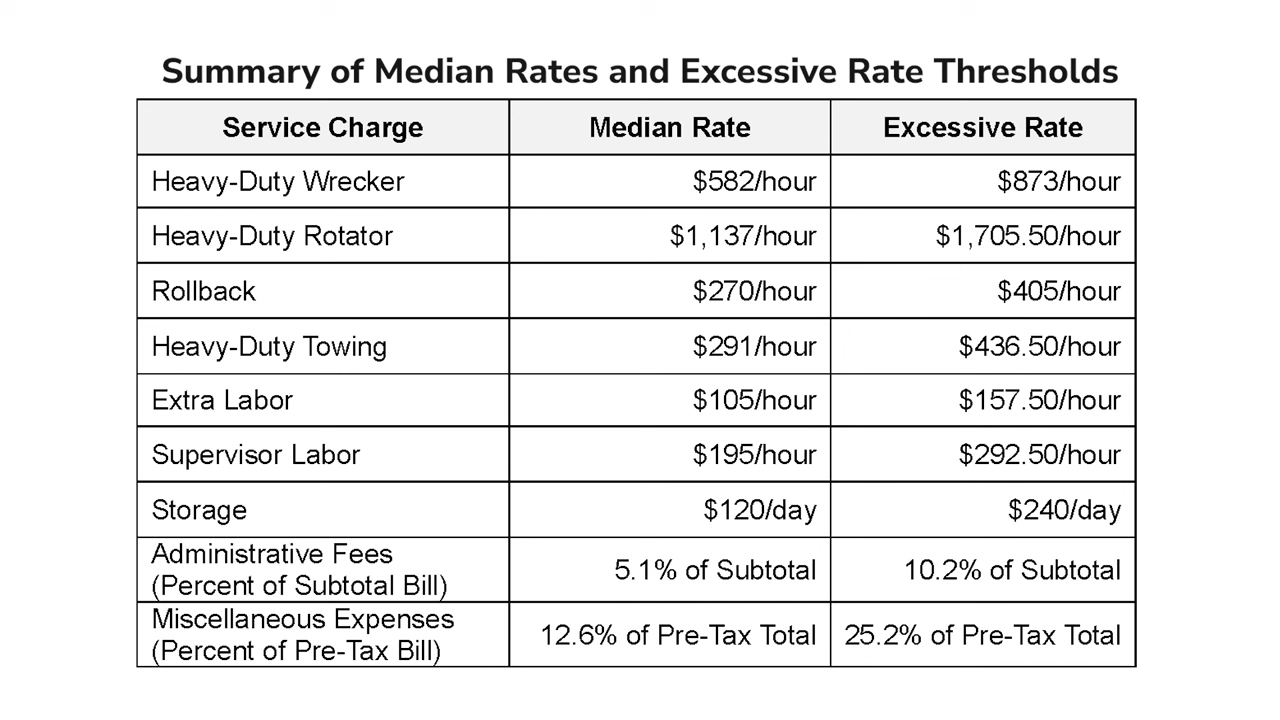 Summary of Median Rates and Excessive Rate Thresholds
Service Charge Median Rate Excessive Rate
Heavy-Duty Wrecker $582/hour $873/hour
Heavy-Duty Rotator $1,137/hour $1,705.50/hour
Rollback $270/hour $405/hour
Heavy-Duty Towing $291/hour $436.50/hour
Extra Labor $105/hour $157.50/hour
Supervisor Labor $195/hour $292.50/hour
Storage $120/day $240/day
Administrative Fees
(Percent of Subtotal Bill) 5.1% of Subtotal 10.2% of Subtotal
Miscellaneous Expenses
(Percent of Pre-Tax Bill) 12.6% of Pre-Tax Total 25.2% of Pre-Tax Total